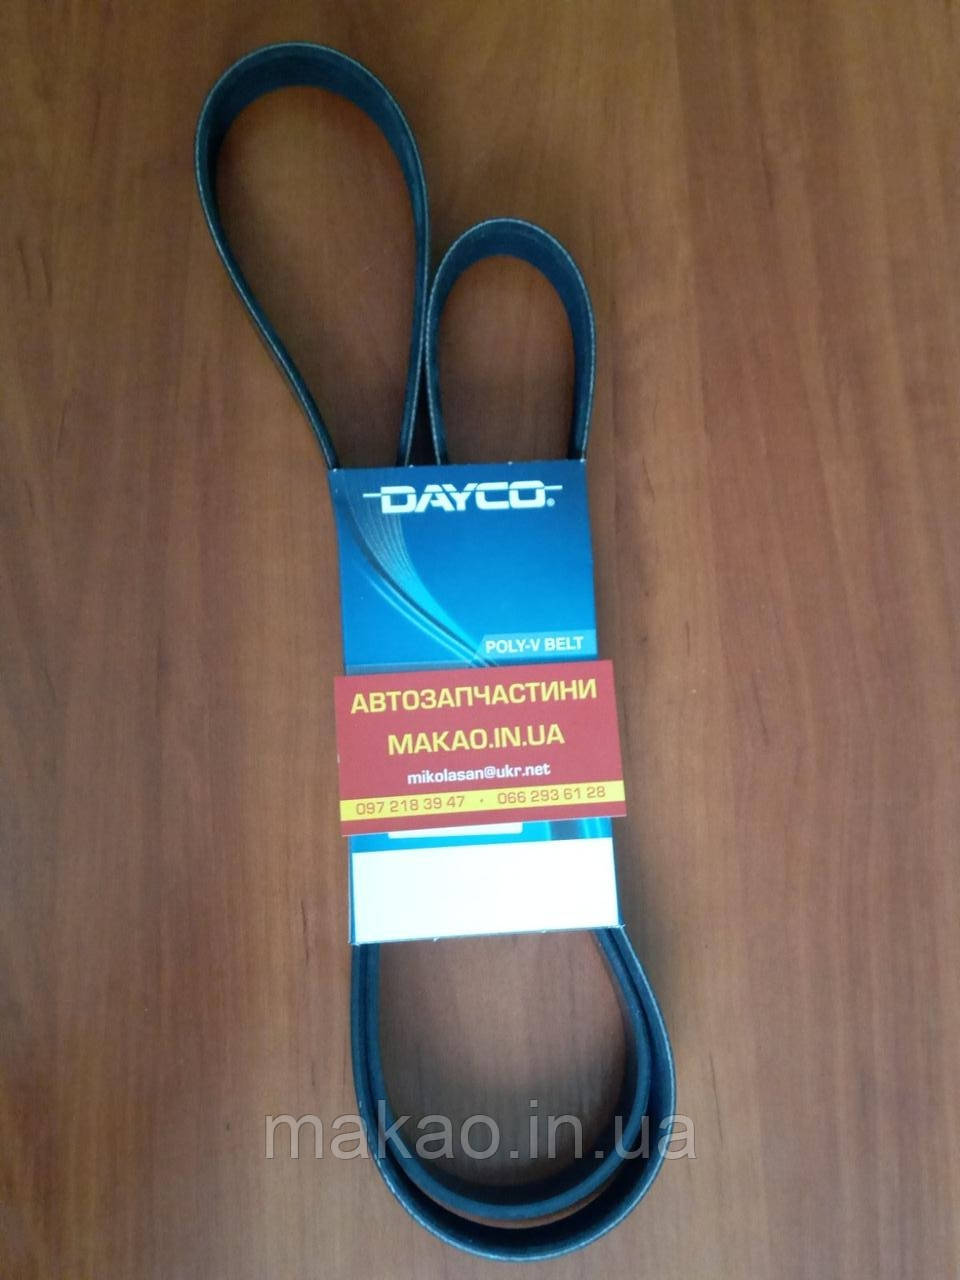 DAYCO®
POLY-V BELT
АВТОЗАПЧАСТИНИ
MAKAO.IN.UA
mikolasan@ukr.net
097 218 39 47 · 066 293 61 28
makao.in.ua